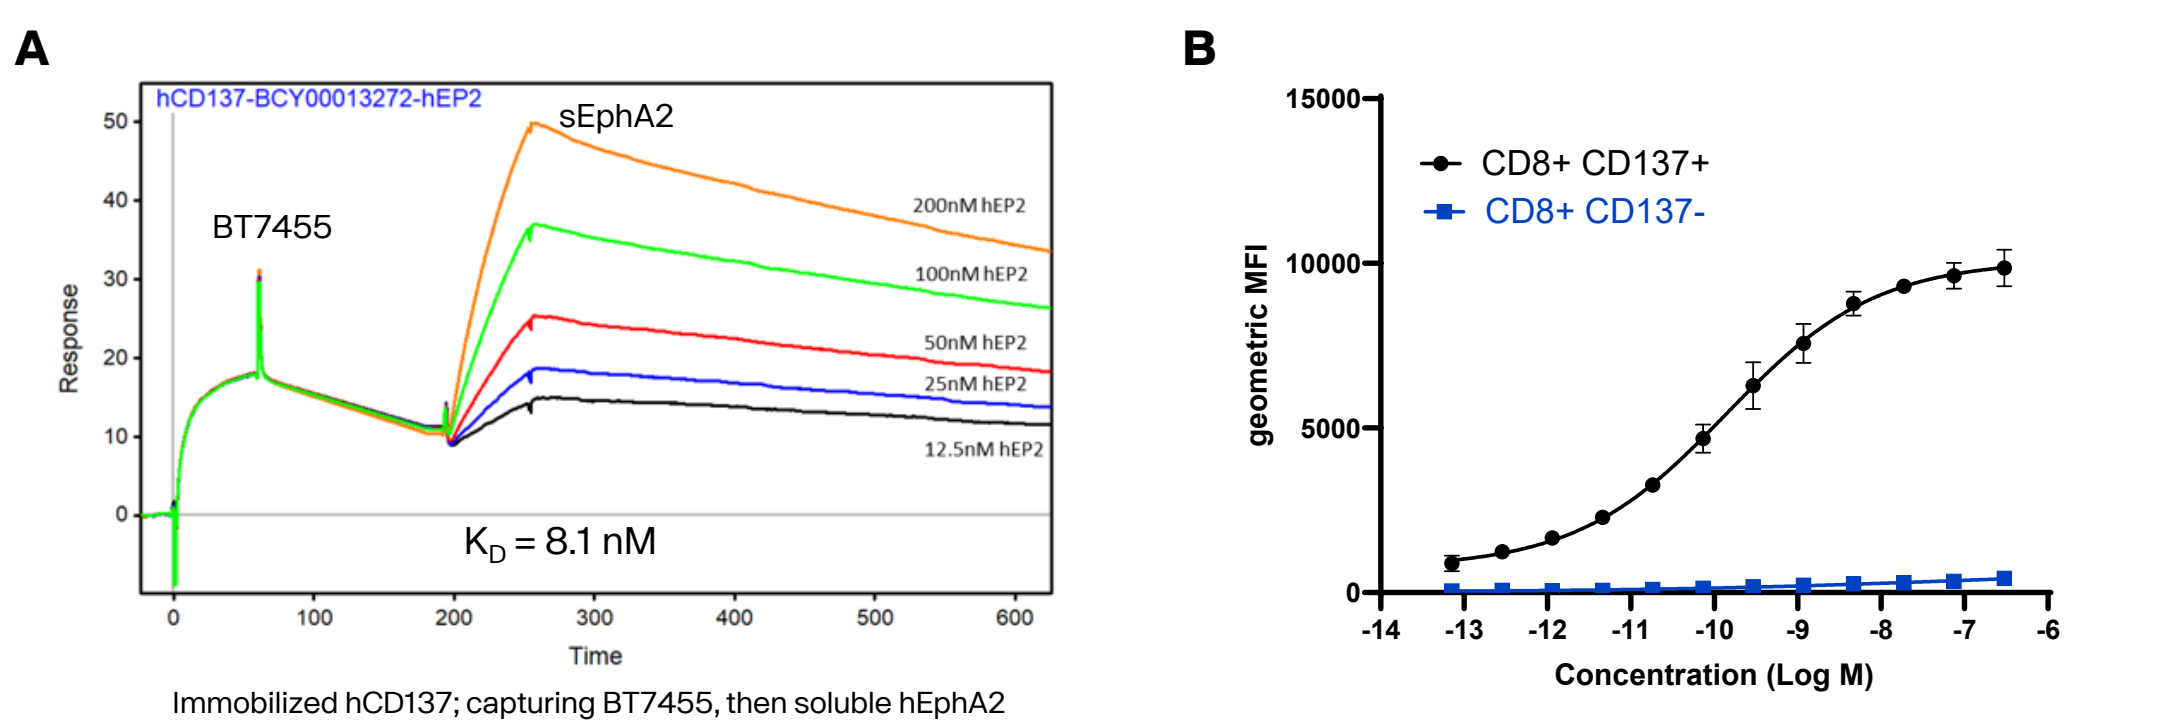 A
hCD137-BCY00013272-hEP2
sEphA2
BT7455
200nM hEP2
100nM hEP2
50nM hEP2
25nM hEP2
12.5nM hEP2
K_D = 8.1 nM
Response
50
40
30
20
10
0
0 100 200 300 400 500 600
Time
Immobilized hCD137; capturing BT7455, then soluble hEphA2
B
CD8+ CD137+
CD8+ CD137-
geometric MFI
15000
10000
5000
0
-14 -13 -12 -11 -10 -9 -8 -7 -6
Concentration (Log M)